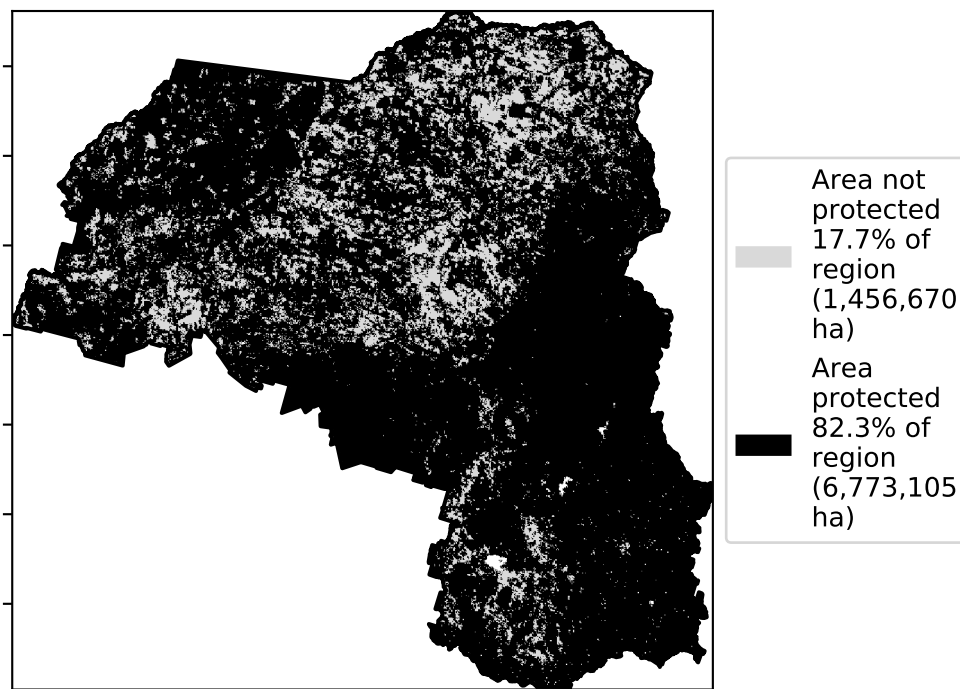 Area not
protected
17.7% of
region
(1,456,670
ha)
Area
protected
82.3% of
region
(6,773,105
ha)